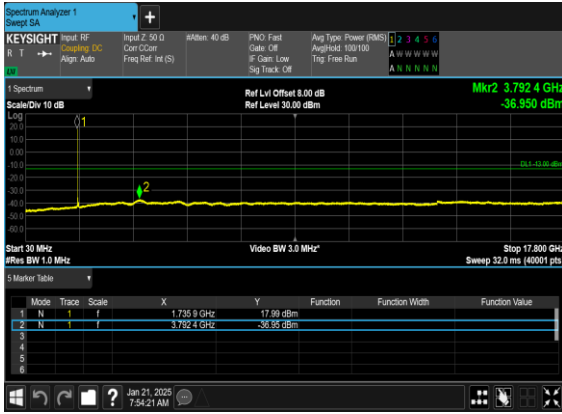 Spectrum Analyzer 1
Swept SA
+
KEYSIGHT Input: RF Input Z: 50 Ω #Atten: 40 dB PNO: Fast Avg Type: Power (RMS) 1 2 3 4 5 6
R T Coupling: DC Corr CCorr Gate: Off Avg|Hold: 100/100 A W W W W W
Align: Auto Freq Ref: Int (S) IF Gain: Low Trig: Free Run
Sig Track: Off A N N N N N
1 Spectrum Ref Lvl Offset 8.00 dB Mkr2 3.792 4 GHz
Scale/Div 10 dB Ref Level 30.00 dBm -36.950 dBm
Log
20.0
10.0
0.00
-10.0
-20.0
-30.0
-40.0
-50.0
-60.0
1
2
DL1 -13.00 dBm
Start 30 MHz Video BW 3.0 MHz* Stop 17.800 GHz
#Res BW 1.0 MHz Sweep 32.0 ms (40001 pts)
5 Marker Table
Mode Trace Scale X Y Function Function Width Function Value
1 N 1 f 1.735 9 GHz 17.99 dBm
2 N 1 f 3.792 4 GHz -36.95 dBm
3
4
5
6
? Jan 21, 2025
7:54:21 AM